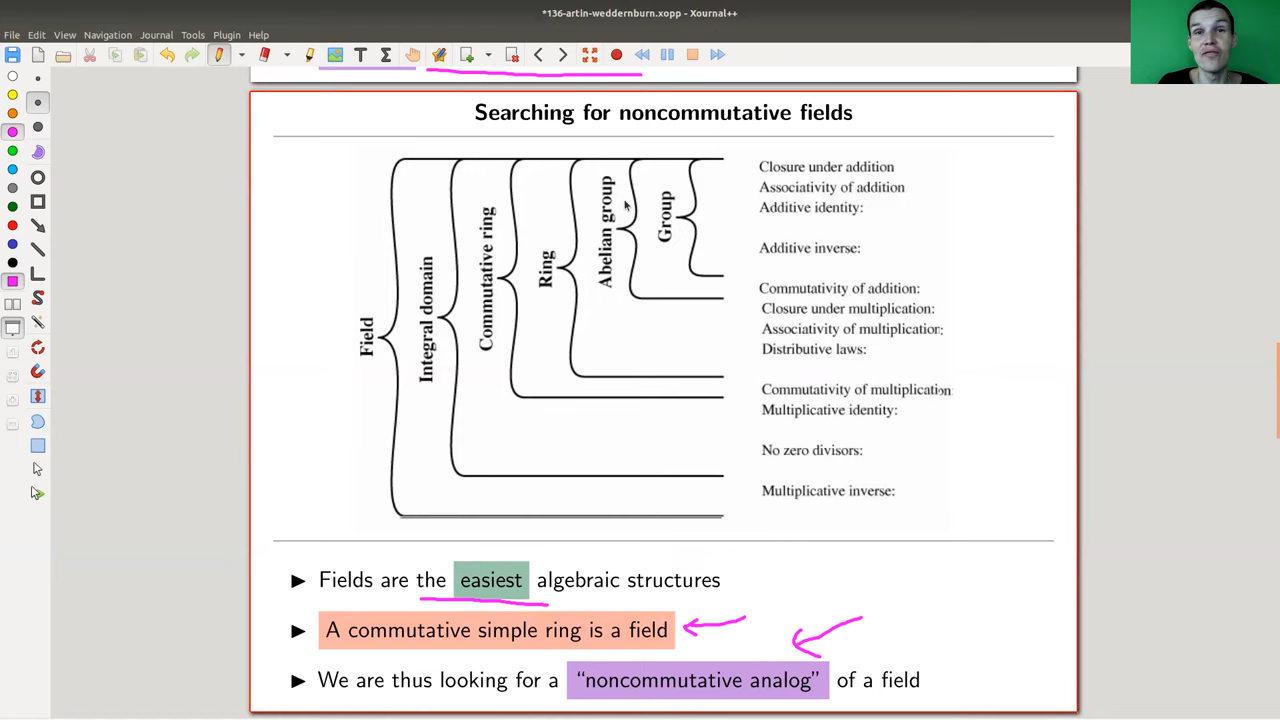 *136-artin-weddernburn.xopp - Xournal++
File Edit View Navigation Journal Tools Plugin Help
Searching for noncommutative fields
Field
Integral domain
Commutative ring
Ring
Abelian group
Group
Closure under addition
Associativity of addition
Additive identity:
Additive inverse:
Commutativity of addition:
Closure under multiplication:
Associativity of multiplication:
Distributive laws:
Commutativity of multiplication:
Multiplicative identity:
No zero divisors:
Multiplicative inverse:
► Fields are the easiest algebraic structures
► A commutative simple ring is a field
► We are thus looking for a “noncommutative analog” of a field